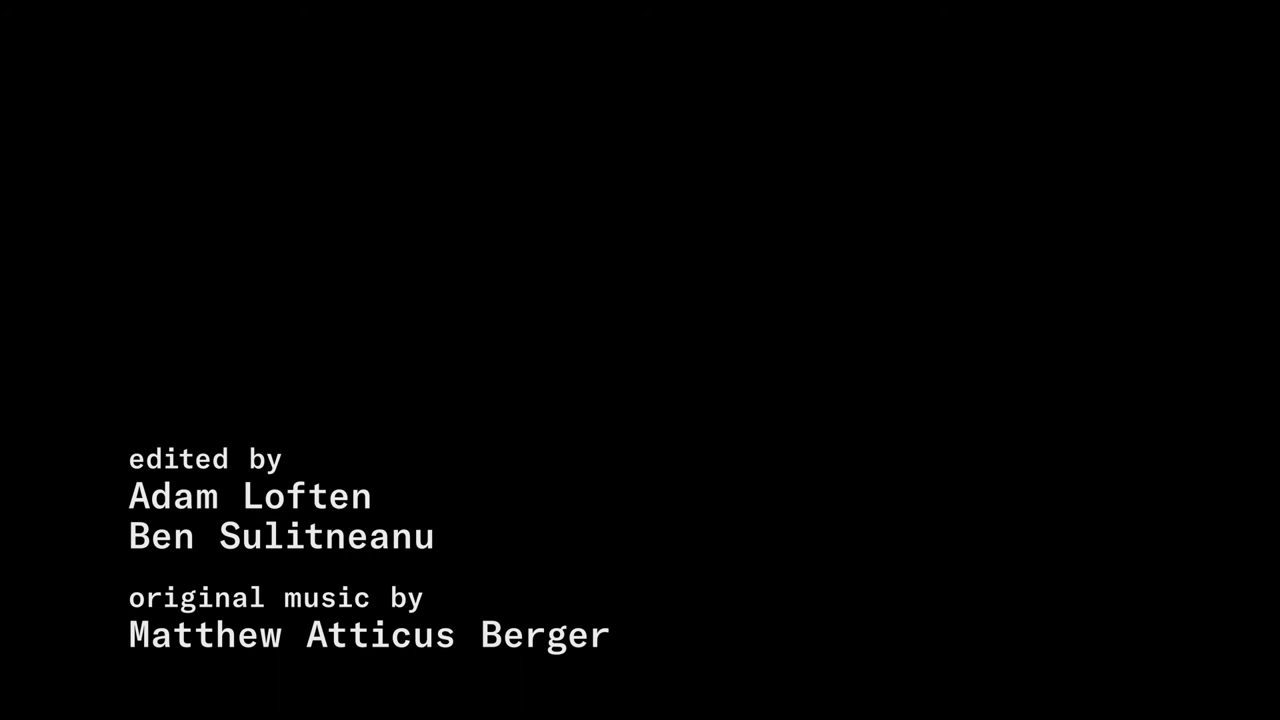 edited by
Adam Loften
Ben Sulitneanu
original music by
Matthew Atticus Berger